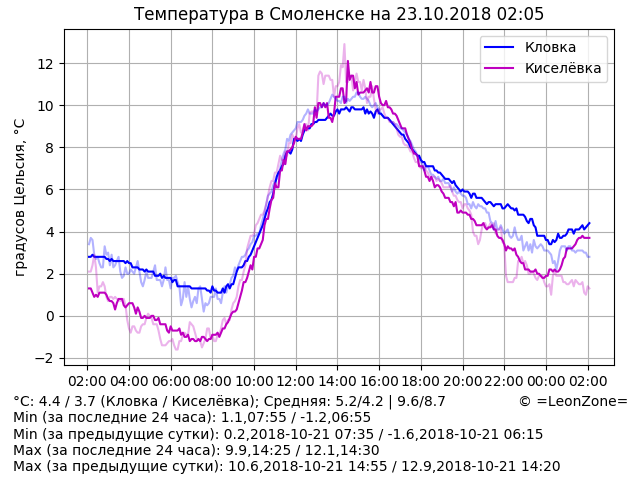 Температура в Смоленске на 23.10.2018 02:05
Кловка
Киселёвка
градусов Цельсия, °C
12
10
8
6
4
2
0
−2
02:00 04:00 06:00 08:00 10:00 12:00 14:00 16:00 18:00 20:00 22:00 00:00 02:00
°C: 4.4 / 3.7 (Кловка / Киселёвка); Средняя: 5.2/4.2 | 9.6/8.7 © =LeonZone=
Min (за последние 24 часа): 1.1,07:55 / -1.2,06:55
Min (за предыдущие сутки): 0.2,2018-10-21 07:35 / -1.6,2018-10-21 06:15
Max (за последние 24 часа): 9.9,14:25 / 12.1,14:30
Max (за предыдущие сутки): 10.6,2018-10-21 14:55 / 12.9,2018-10-21 14:20